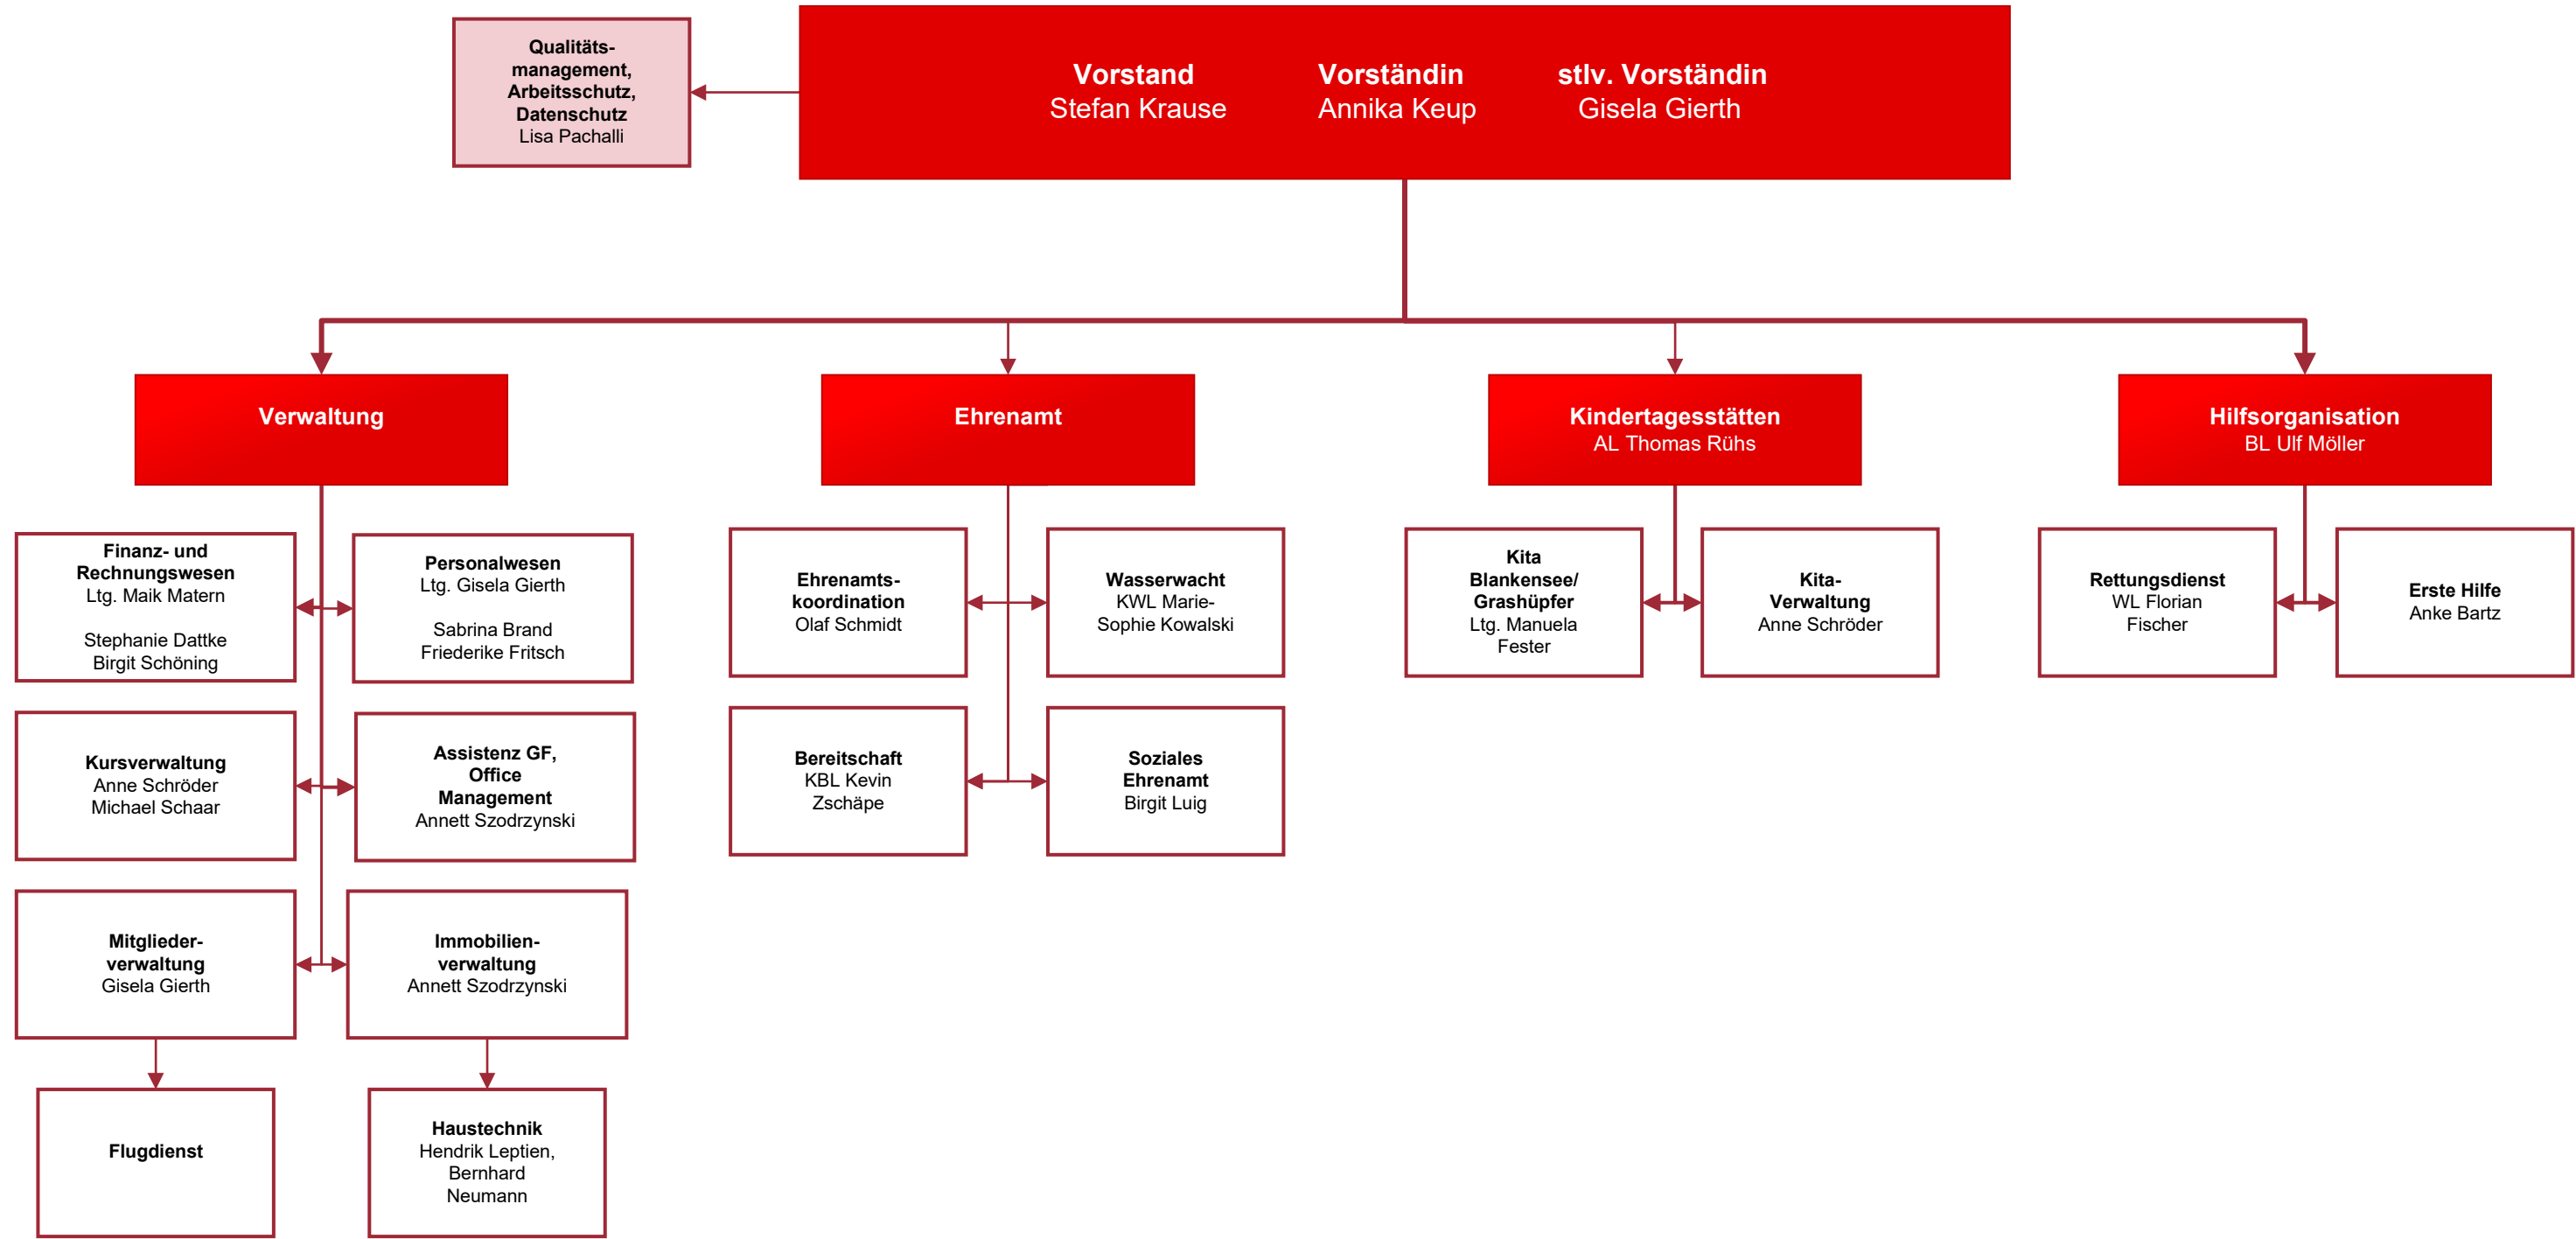 Qualitäts-
management,
Arbeitsschutz,
Datenschutz
Lisa Pachalli
Vorstand Vorständin stlv. Vorständin
Stefan Krause Annika Keup Gisela Gierth
Verwaltung
Ehrenamt
Kindertagesstätten
AL Thomas Rühs
Hilfsorganisation
BL Ulf Möller
Finanz- und
Rechnungswesen
Ltg. Maik Matern
Stephanie Dattke
Birgit Schöning
Personalwesen
Ltg. Gisela Gierth
Sabrina Brand
Friederike Fritsch
Ehrenamts-
koordination
Olaf Schmidt
Wasserwacht
KWL Marie-
Sophie Kowalski
Kita
Blankensee/
Grashüpfer
Ltg. Manuela
Fester
Kita-
Verwaltung
Anne Schröder
Rettungsdienst
WL Florian
Fischer
Erste Hilfe
Anke Bartz
Kursverwaltung
Anne Schröder
Michael Schaar
Assistenz GF,
Office
Management
Annett Szodrzynski
Bereitschaft
KBL Kevin
Zschäpe
Soziales
Ehrenamt
Birgit Luig
Mitglieder-
verwaltung
Gisela Gierth
Immobilien-
verwaltung
Annett Szodrzynski
Flugdienst
Haustechnik
Hendrik Leptien,
Bernhard
Neumann